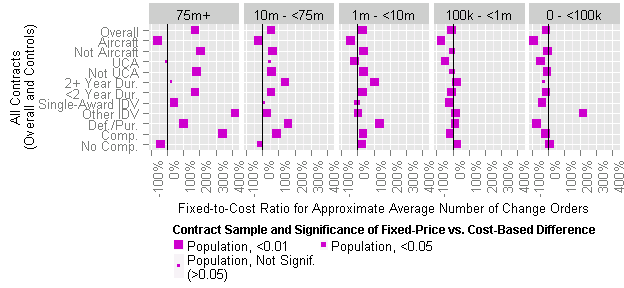 75m+ 10m - <75m 1m - <10m 100k - <1m 0 - <100k
All Contracts
(Overall and Controls)
Overall
Aircraft
Not Aircraft
UCA
Not UCA
2+ Year Dur.
<2 Year Dur.
Single-Award IDV
Other IDV
Def./Pur.
Comp.
No Comp.
-100% 0% 100% 200% 300% 400% -100% 0% 100% 200% 300% 400% -100% 0% 100% 200% 300% 400% -100% 0% 100% 200% 300% 400% -100% 0% 100% 200% 300% 400%
Fixed-to-Cost Ratio for Approximate Average Number of Change Orders
Contract Sample and Significance of Fixed-Price vs. Cost-Based Difference
Population, <0.01 Population, <0.05
Population, Not Signif.
(>0.05)